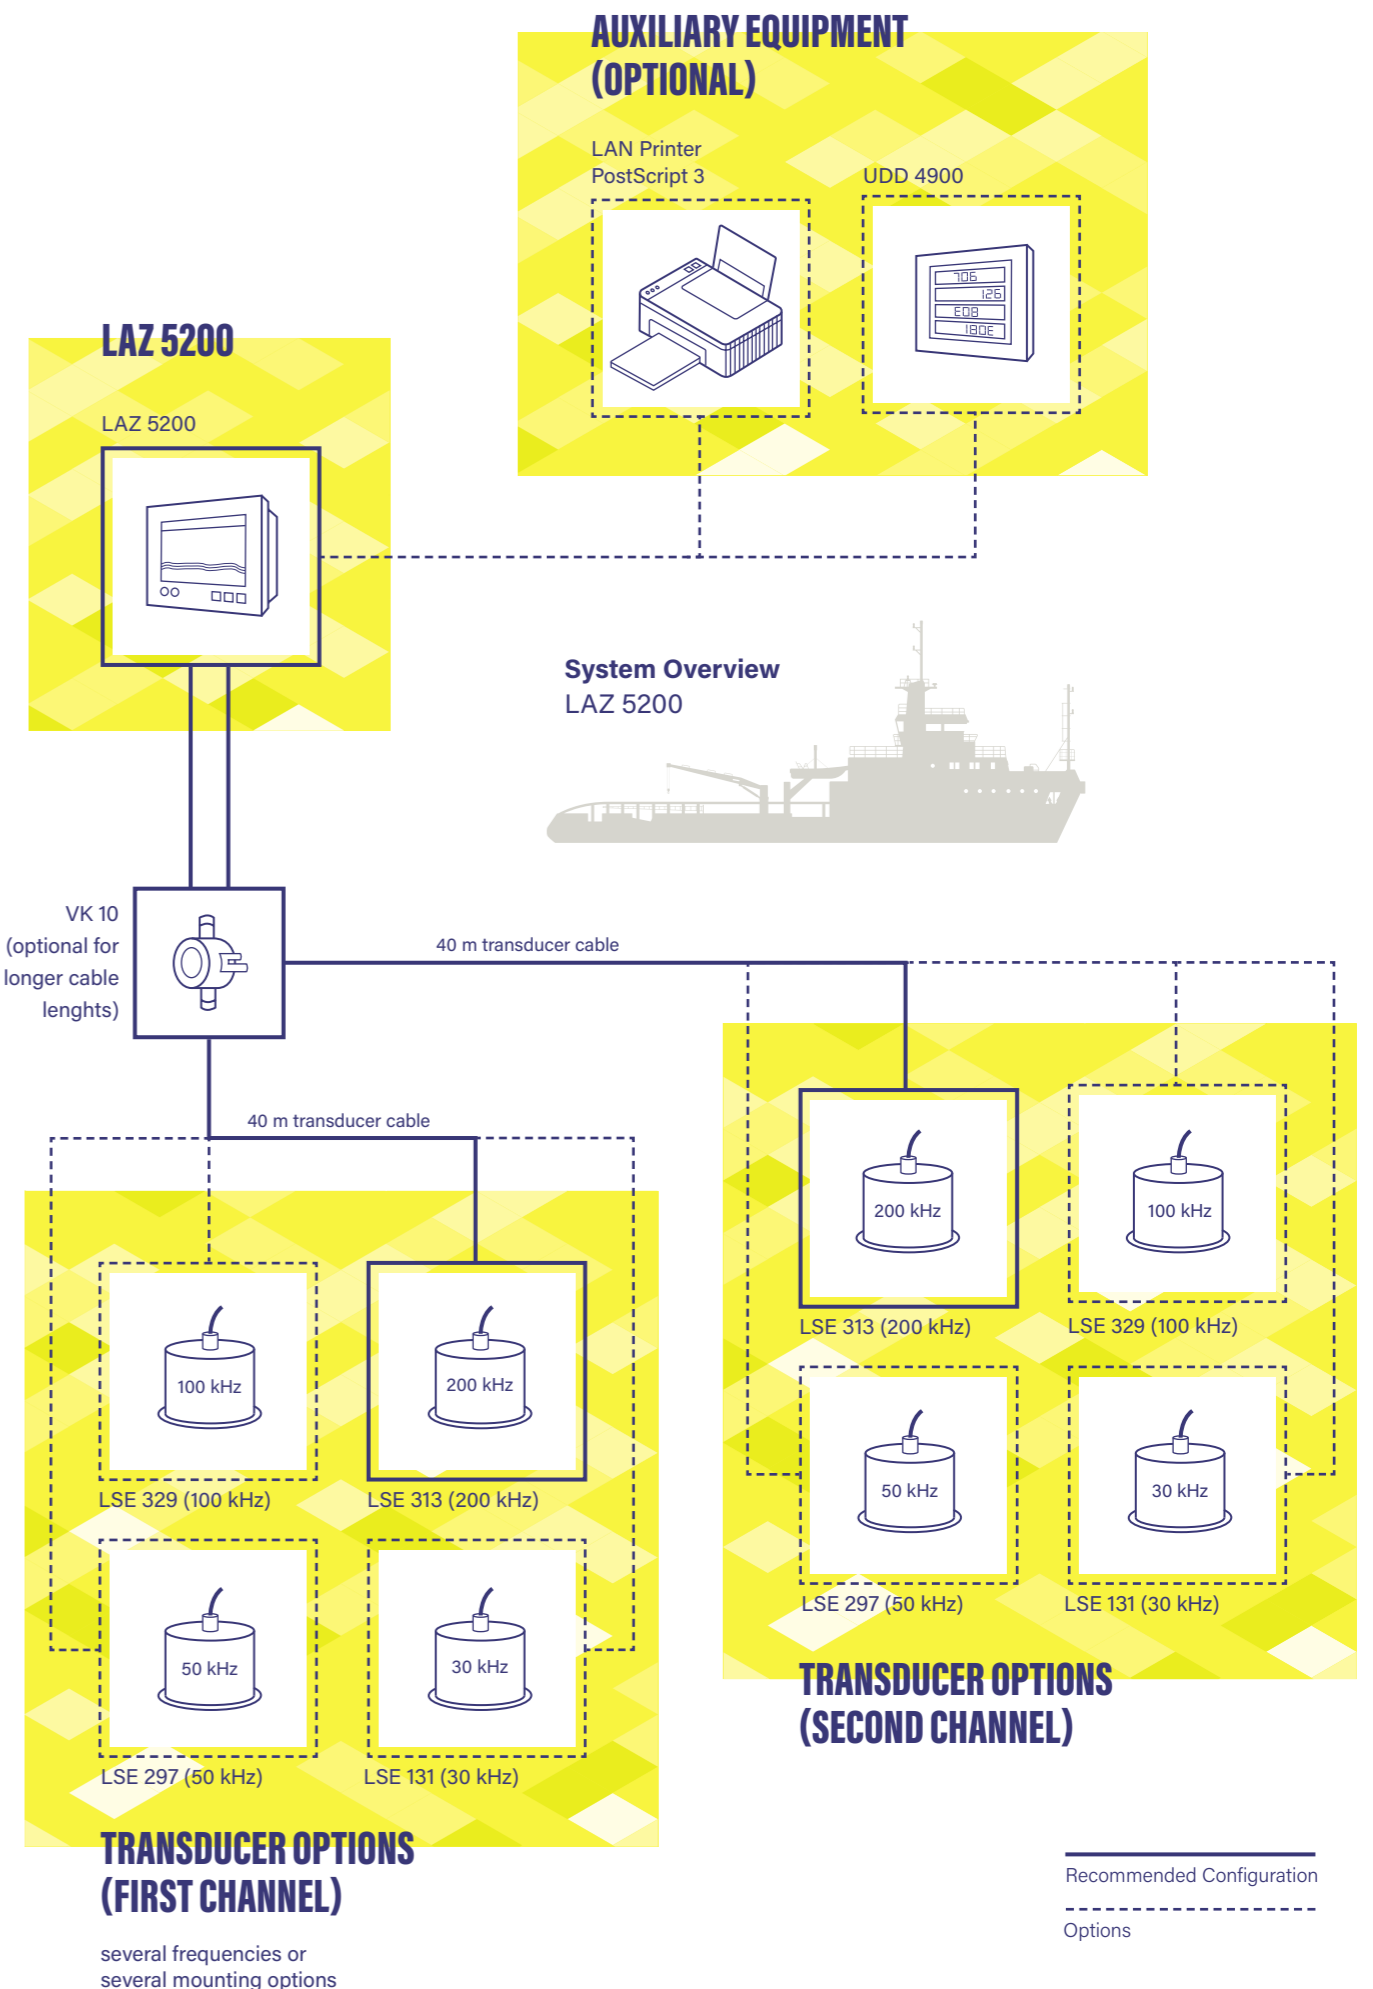 AUXILIARY EQUIPMENT
(OPTIONAL)
LAN Printer
PostScript 3
UDD 4900
706
126
E08
180E
LAZ 5200
LAZ 5200
System Overview
LAZ 5200
VK 10
(optional for
longer cable
lenghts)
40 m transducer cable
40 m transducer cable
200 kHz
100 kHz
LSE 313 (200 kHz)
LSE 329 (100 kHz)
50 kHz
30 kHz
LSE 297 (50 kHz)
LSE 131 (30 kHz)
TRANSDUCER OPTIONS
(SECOND CHANNEL)
100 kHz
200 kHz
LSE 329 (100 kHz)
LSE 313 (200 kHz)
50 kHz
30 kHz
LSE 297 (50 kHz)
LSE 131 (30 kHz)
TRANSDUCER OPTIONS
(FIRST CHANNEL)
several frequencies or
several mounting options
Recommended Configuration
Options